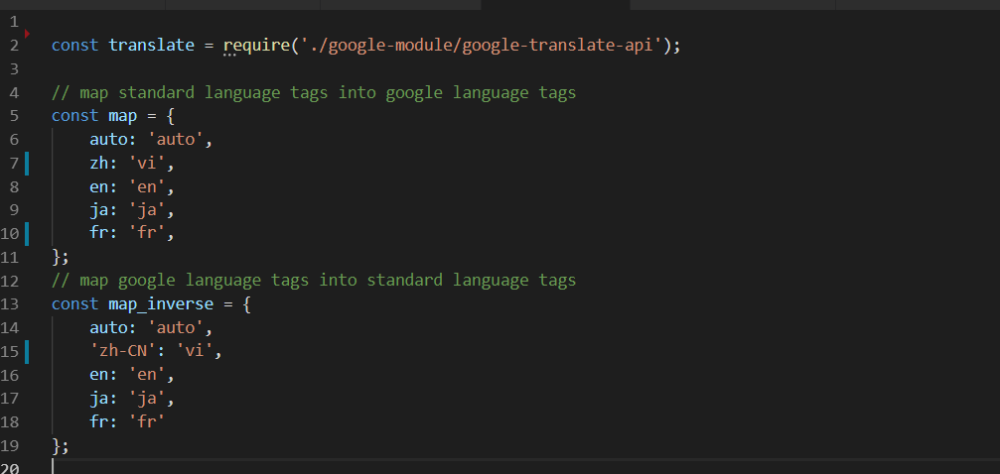 1
2 const translate = require('./google-module/google-translate-api');
3
4 // map standard language tags into google language tags
5 const map = {
6 auto: 'auto',
7 zh: 'vi',
8 en: 'en',
9 ja: 'ja',
10 fr: 'fr',
11 };
12 // map google language tags into standard language tags
13 const map_inverse = {
14 auto: 'auto',
15 'zh-CN': 'vi',
16 en: 'en',
17 ja: 'ja',
18 fr: 'fr'
19 };
20